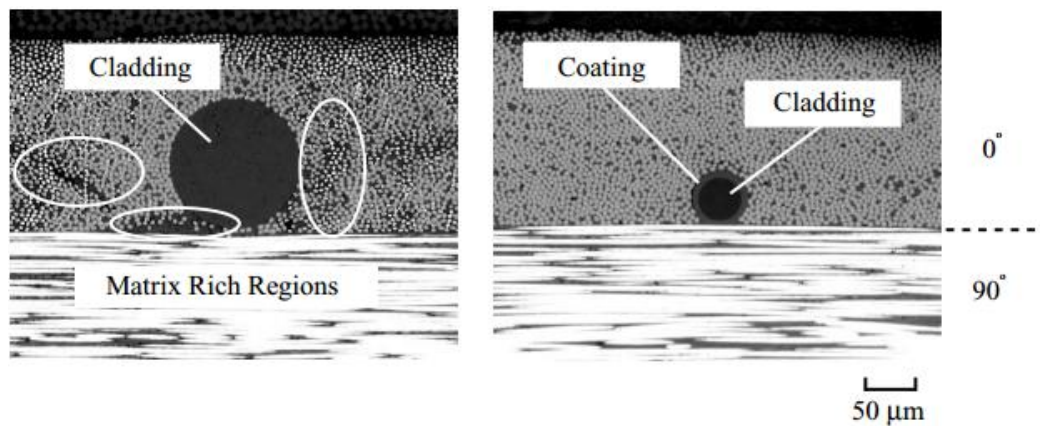 Cladding
Matrix Rich Regions
Coating
Cladding
0°
90°
50 μm